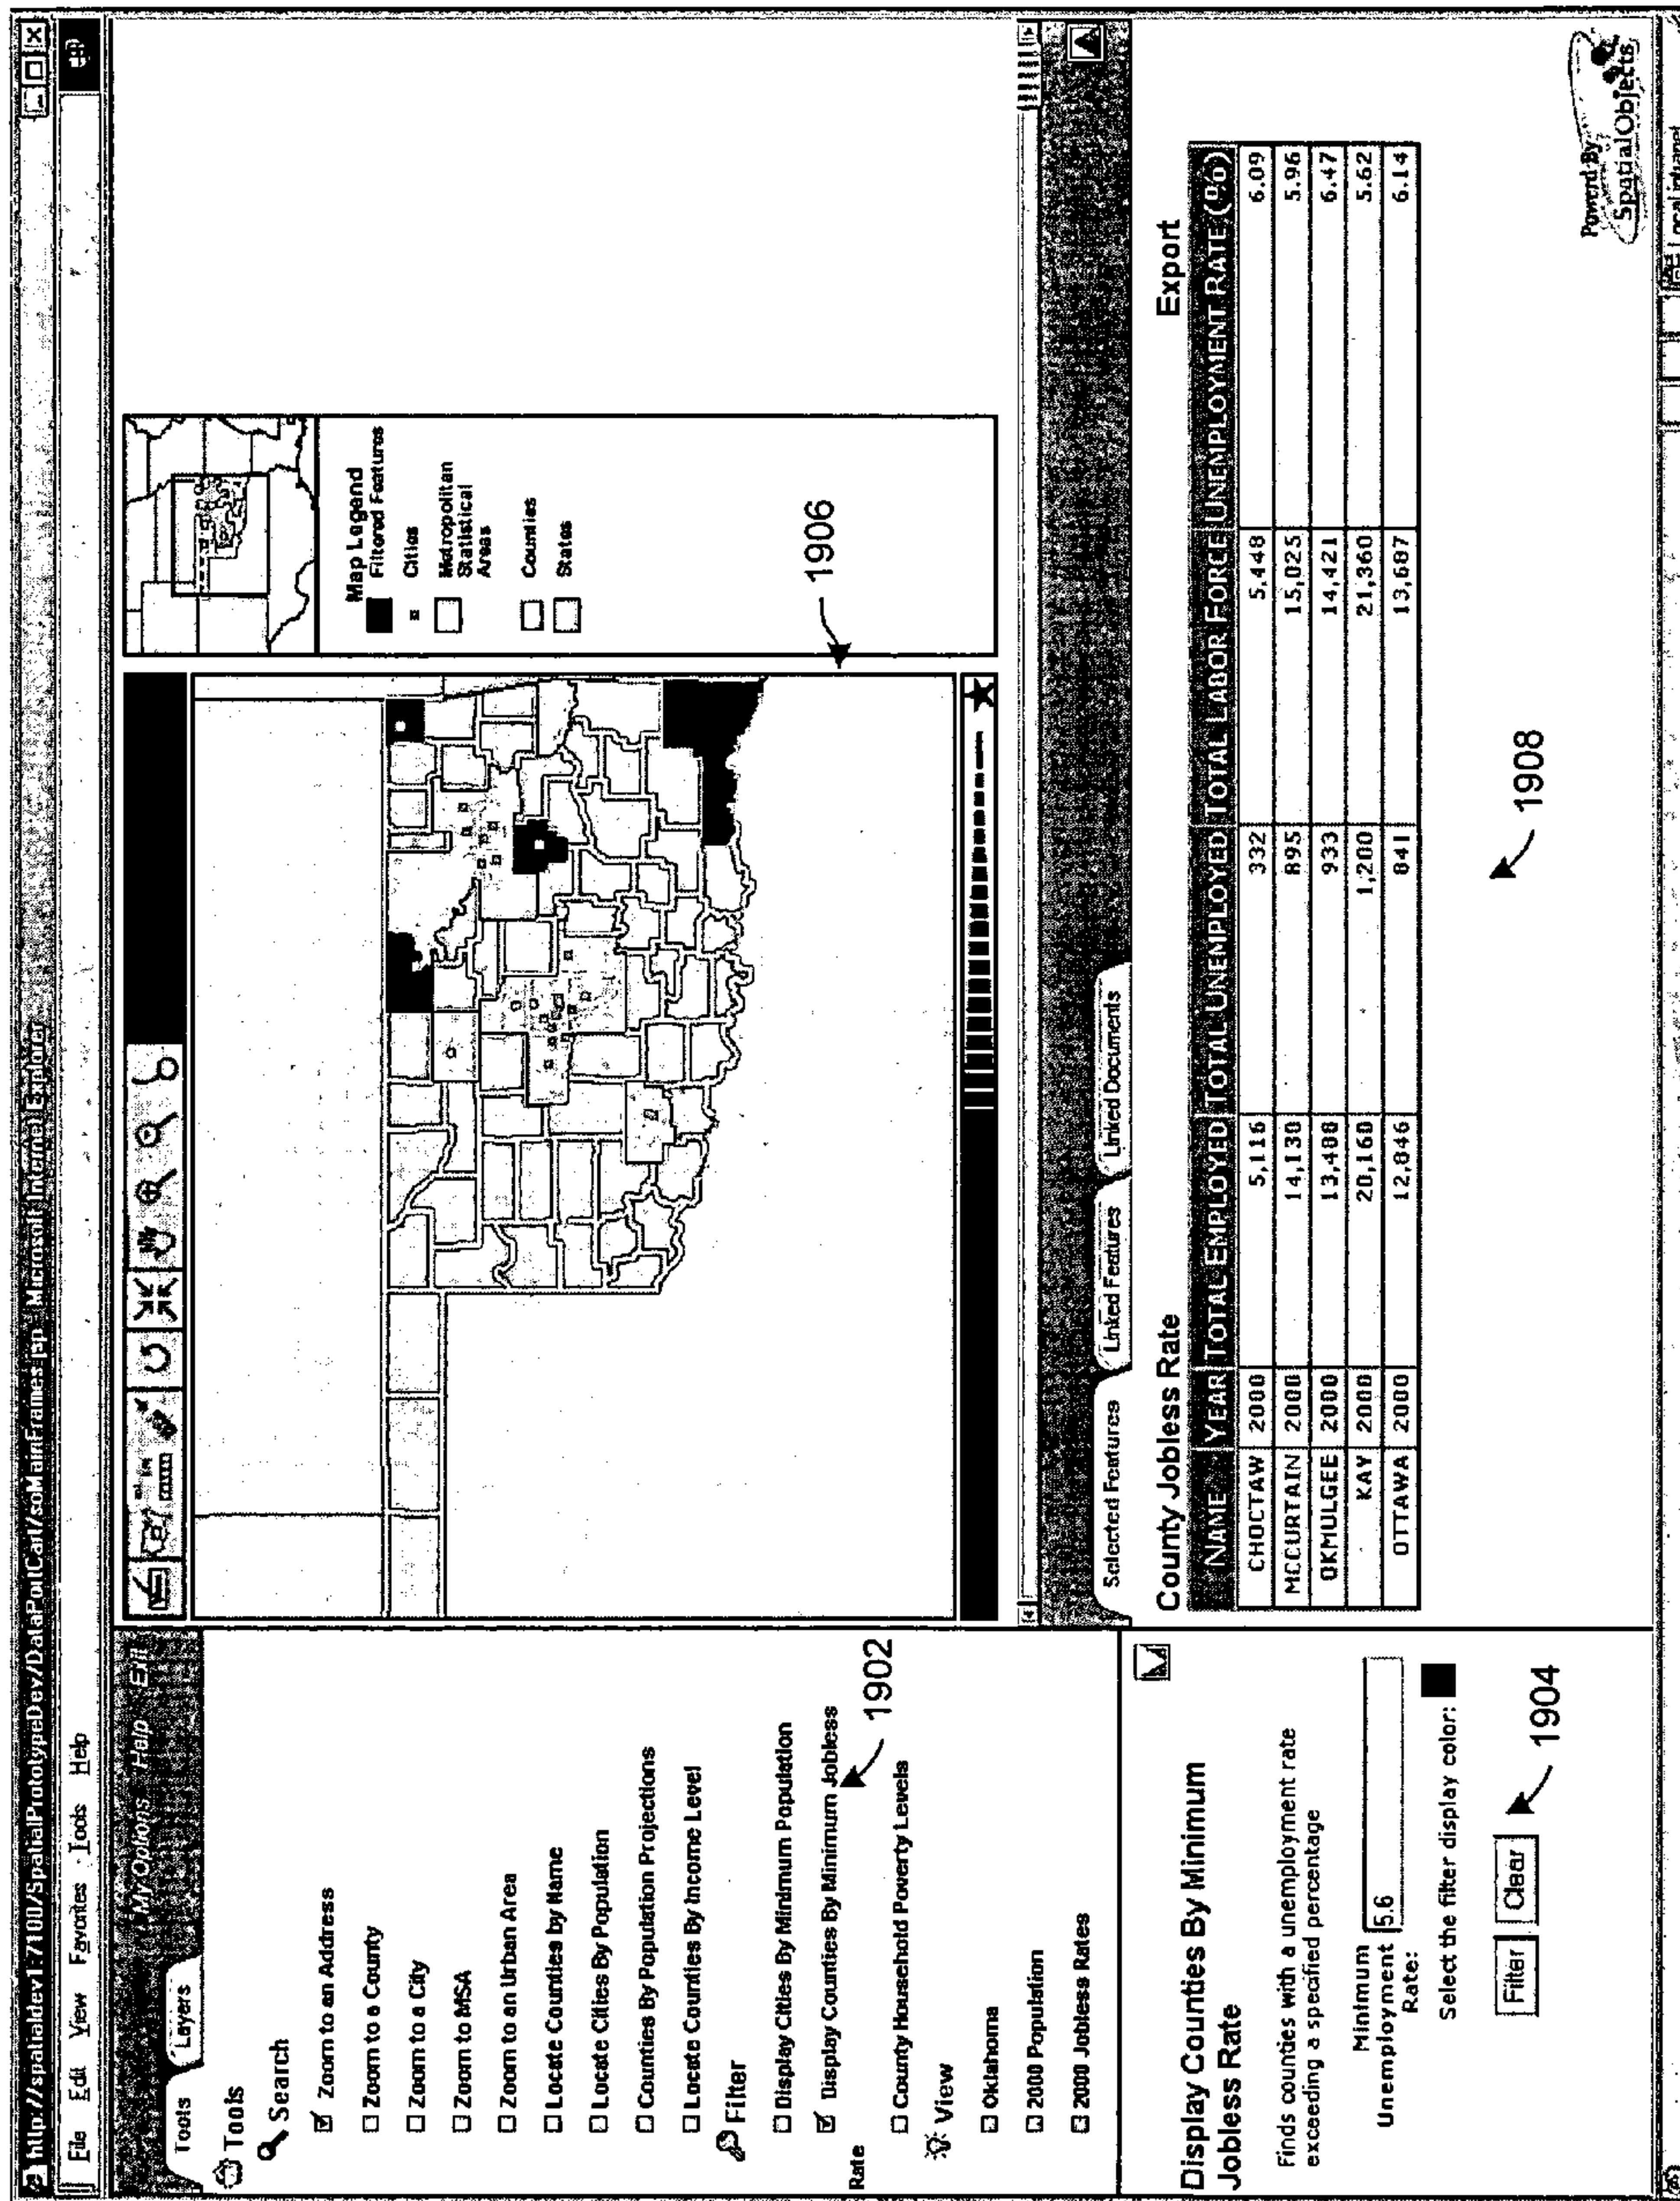 http://spatialdev1:7100/SpatialPrototypeDev/DataPortCart/soMainFrames.jsp - Microsoft Internet Explorer
File Edit View Favorites Tools Help
MyOptions Help Exit
Tools Layers
Tools
Search
Zoom to an Address
Zoom to a County
Zoom to a City
Zoom to MSA
Zoom to an Urban Area
Locate Counties by Name
Locate Cities By Population
Counties By Population Projections
Locate Counties By Income Level
Filter
Display Cities By Minimum Population
Display Counties By Minimum Jobless
Rate
1902
County Household Poverty Levels
View
Oklahoma
2000 Population
2000 Jobless Rates
Display Counties By Minimum
Jobless Rate
Finds counties with a unemployment rate
exceeding a specified percentage
Minimum
Unemployment 5.6
Rate:
Select the filter display color:
Filter Clear
1904
Map Legend
Filtered Features
Cities
Metropolitan
Statistical
Areas
Counties
States
1906
Selected Features Linked Features Linked Documents
County Jobless Rate Export
NAME YEAR TOTAL EMPLOYED TOTAL UNEMPLOYED TOTAL LABOR FORCE UNEMPLOYMENT RATE (%)
CHOCTAW 2000 5,116 332 5,448 6.09
MCCURTAIN 2000 14,130 895 15,025 5.96
OKMULGEE 2000 13,488 933 14,421 6.47
KAY 2000 20,160 1,200 21,360 5.62
OTTAWA 2000 12,846 841 13,687 6.14
1908
Powerd By
SpatialObjects
Local intranet